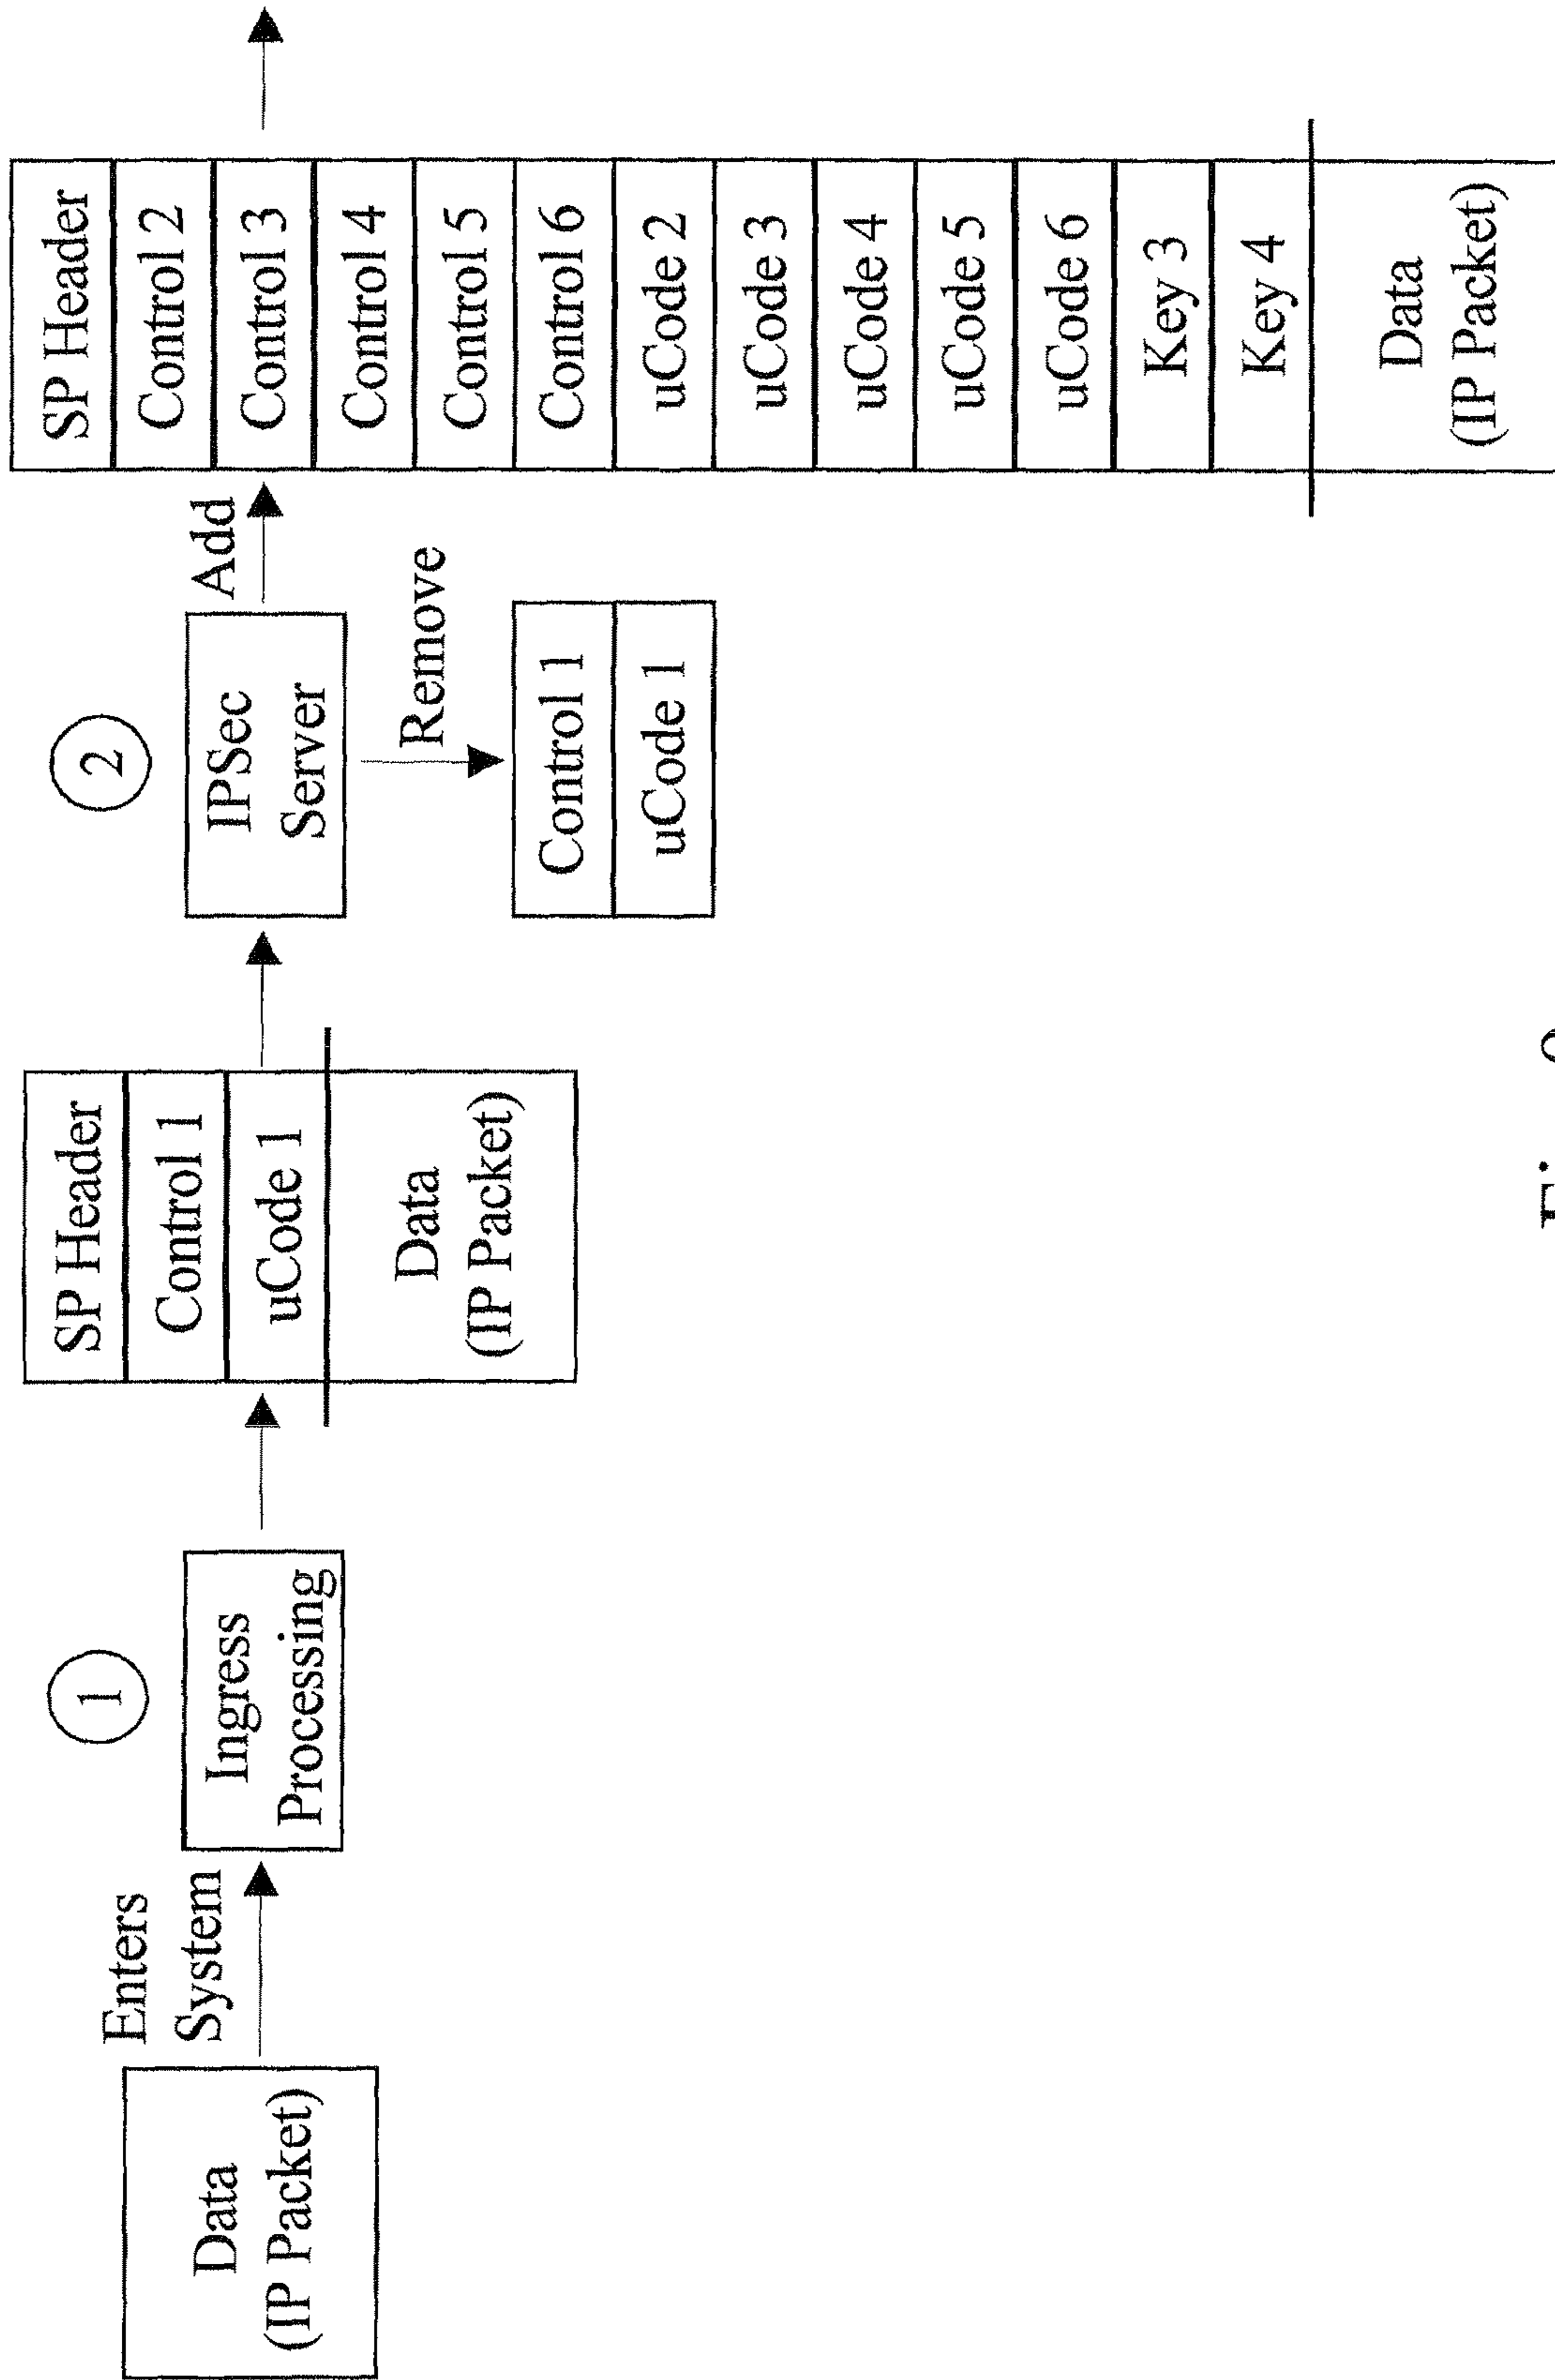 Data
(IP Packet)
Enters
System
1
Ingress
Processing
SP Header
Control 1
uCode 1
Data
(IP Packet)
2
IPSec
Server
Add
Remove
Control 1
uCode 1
SP Header
Control 2
Control 3
Control 4
Control 5
Control 6
uCode 2
uCode 3
uCode 4
uCode 5
uCode 6
Key 3
Key 4
Data
(IP Packet)